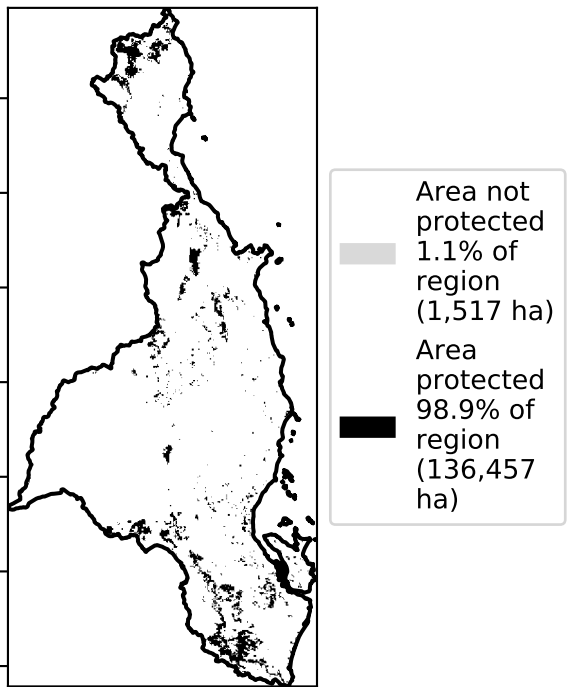 Area not
protected
1.1% of
region
(1,517 ha)
Area
protected
98.9% of
region
(136,457
ha)